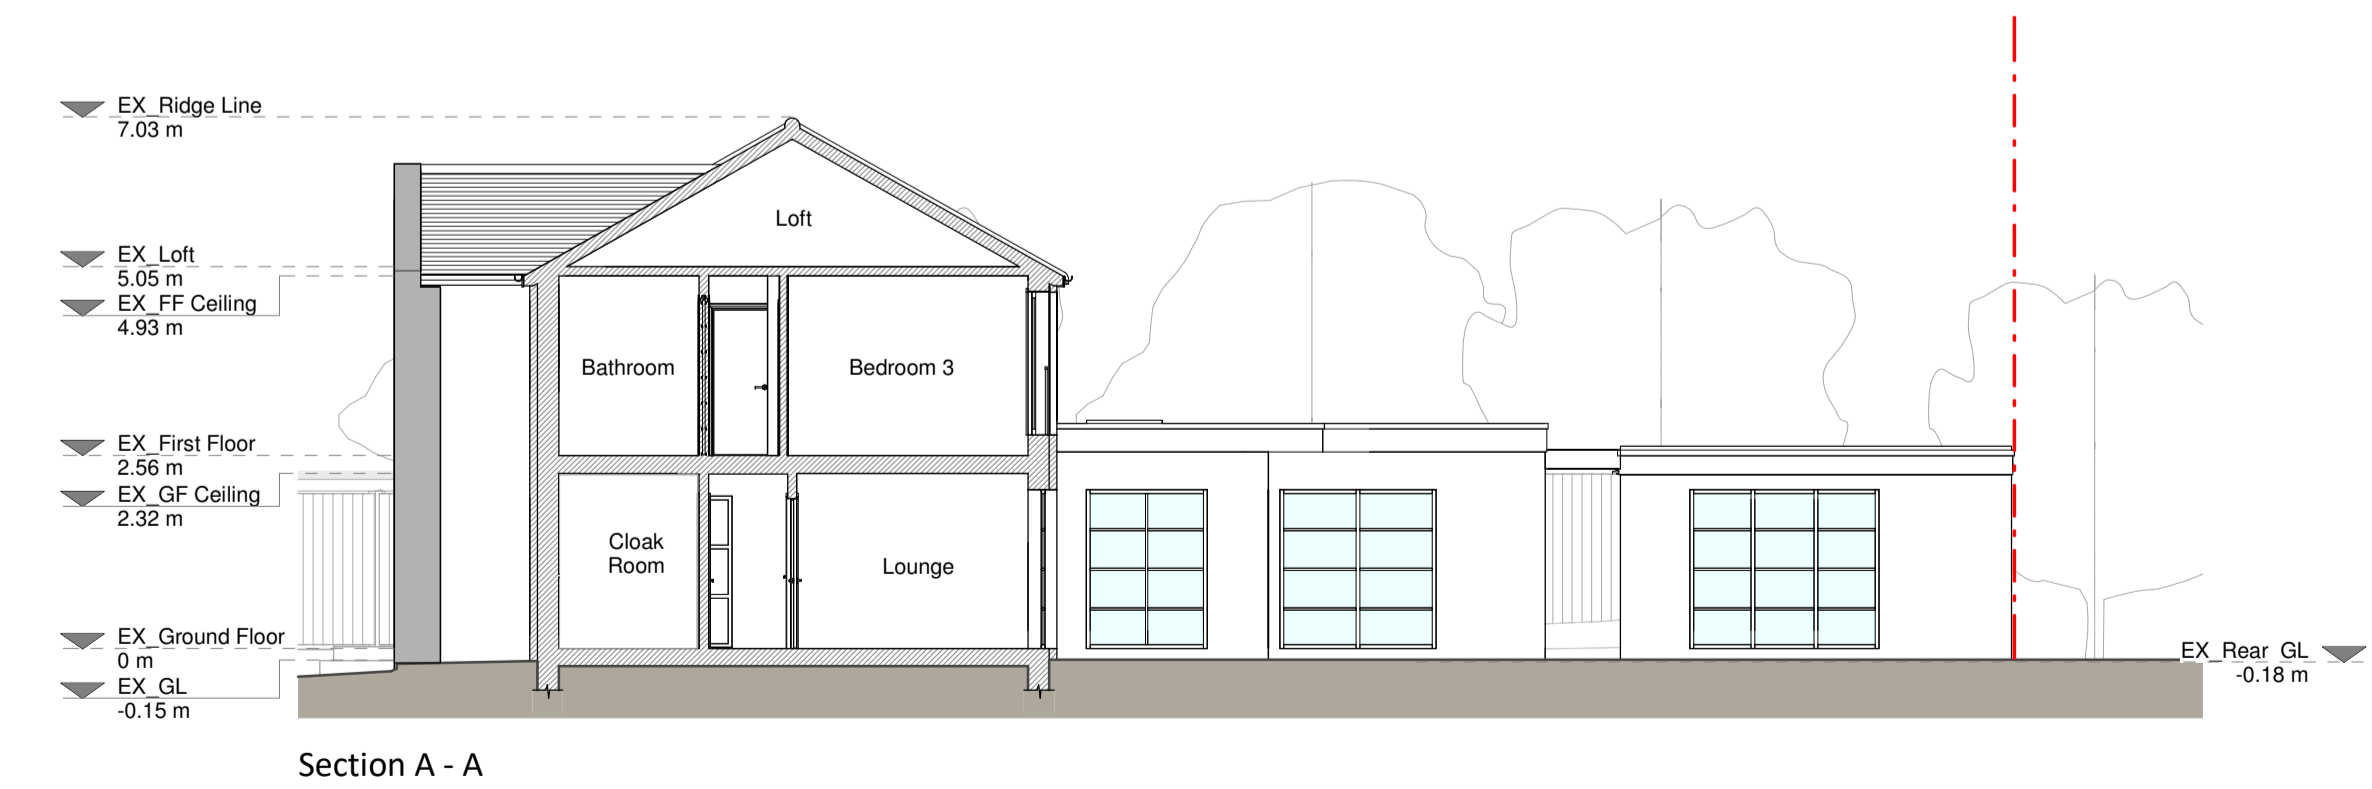 EX_Ridge Line
7.03 m
Loft
EX_Loft
5.05 m
EX_FF Ceiling
4.93 m
Bathroom
Bedroom 3
EX_First Floor
2.56 m
EX_GF Ceiling
2.32 m
Cloak
Room
Lounge
EX_Ground Floor
0 m
EX_GL
-0.15 m
EX_Rear GL
-0.18 m
Section A - A